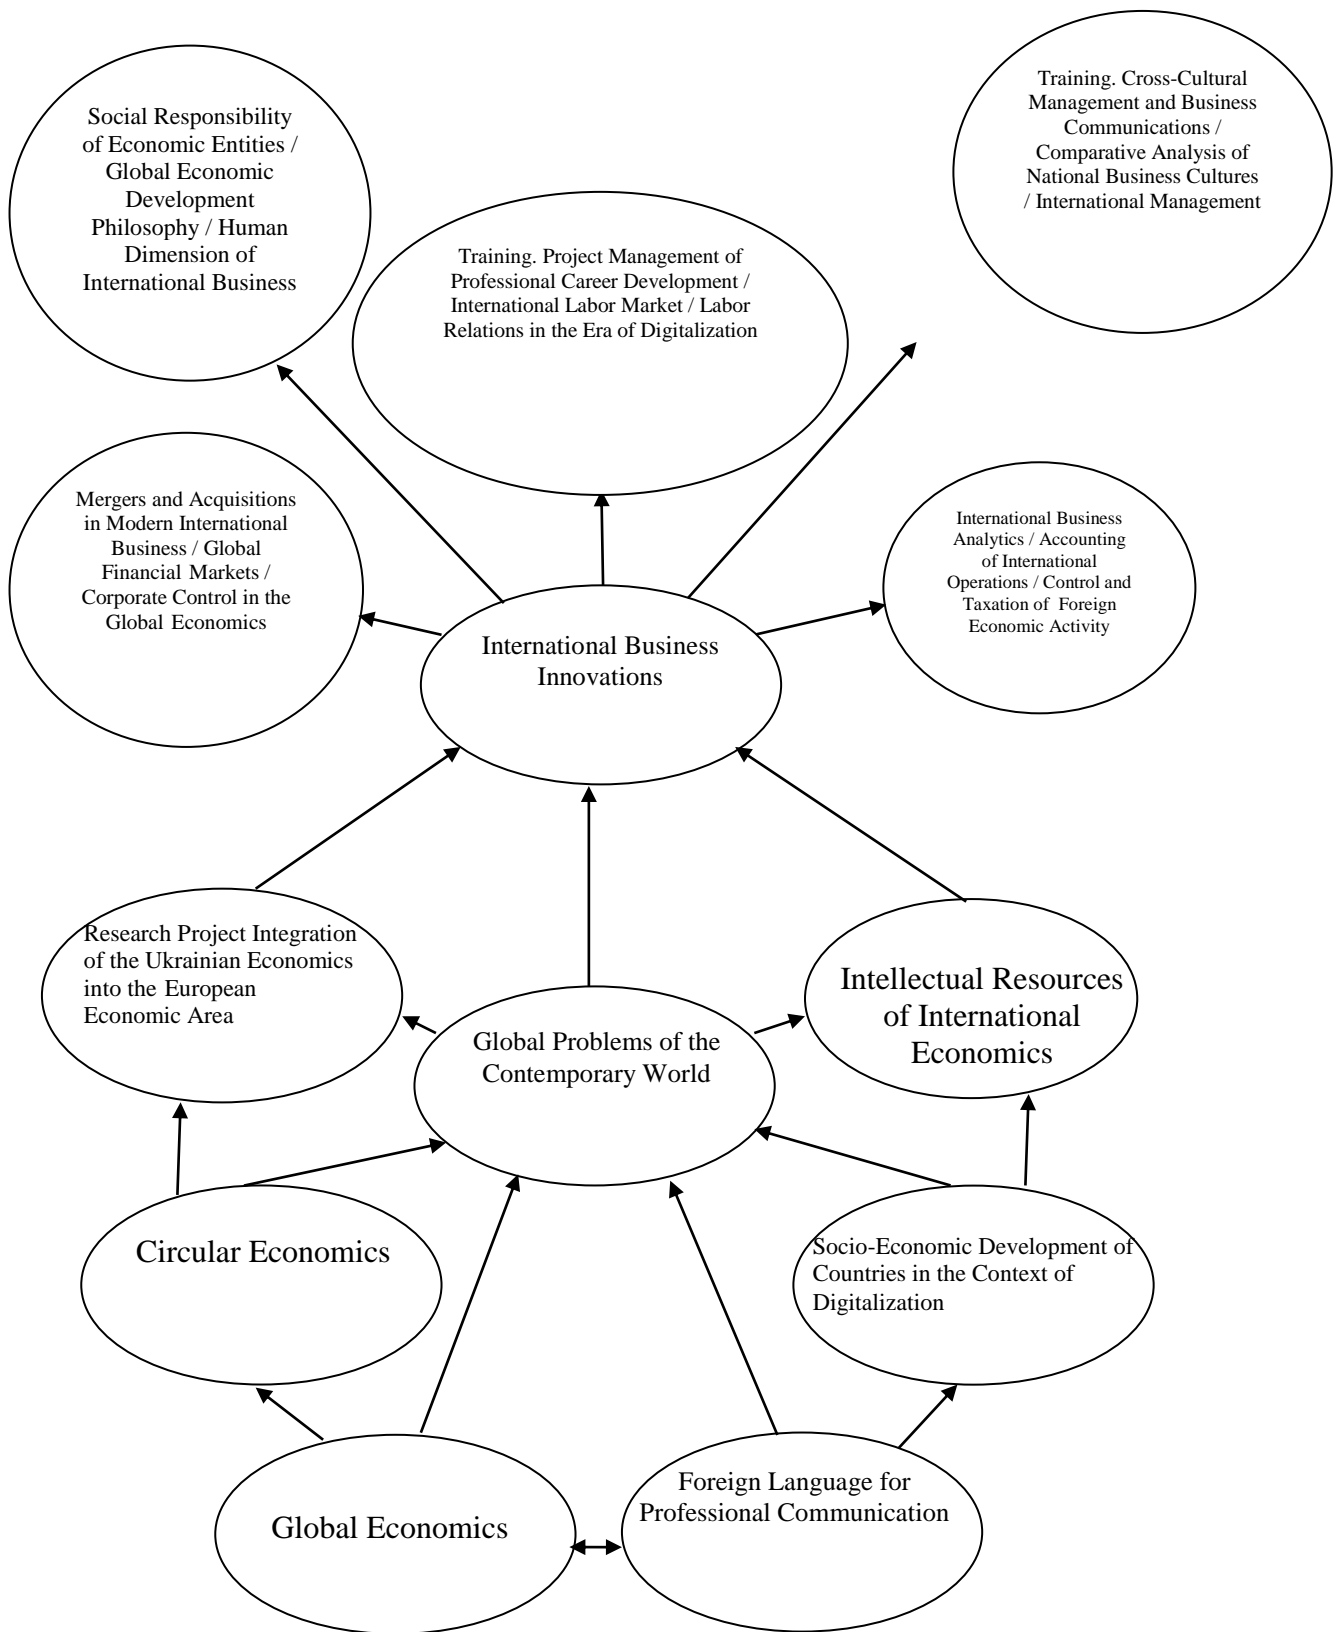 Training. Cross-Cultural
Management and Business
Communications /
Comparative Analysis of
National Business Cultures
/ International Management
Social Responsibility
of Economic Entities /
Global Economic
Development
Philosophy / Human
Dimension of
International Business
Training. Project Management of
Professional Career Development /
International Labor Market / Labor
Relations in the Era of Digitalization
Mergers and Acquisitions
in Modern International
Business / Global
Financial Markets /
Corporate Control in the
Global Economics
International Business
Analytics / Accounting
of International
Operations / Control and
Taxation of Foreign
Economic Activity
International Business
Innovations
Research Project Integration
of the Ukrainian Economics
into the European
Economic Area
Intellectual Resources
of International
Economics
Global Problems of the
Contemporary World
Circular Economics
Socio-Economic Development of
Countries in the Context of
Digitalization
Global Economics
Foreign Language for
Professional Communication